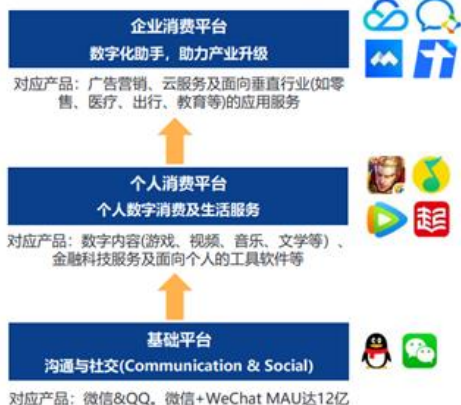 企业消费平台
数字化助手，助力产业升级
对应产品：广告营销、云服务及面向垂直行业(如零
售、医疗、出行、教育等)的应用服务
个人消费平台
个人数字消费及生活服务
对应产品：数字内容(游戏、视频、音乐、文学等）、
金融科技服务及面向个人的工具软件等
起
基础平台
沟通与社交(Communication & Social)
对应产品：微信&QQ。微信+WeChat MAU达12亿